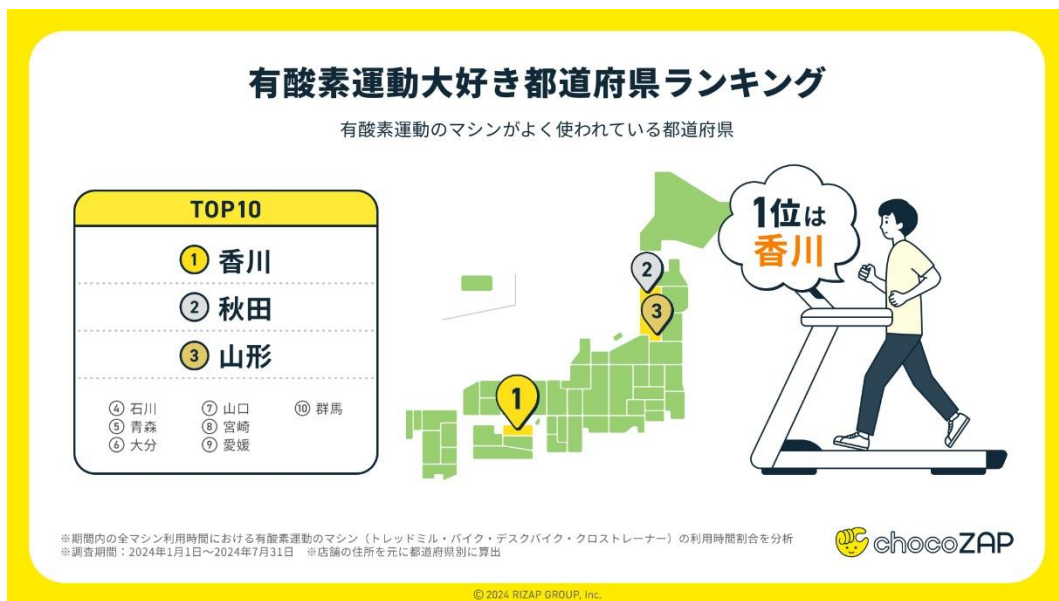 有酸素運動大好き都道府県ランキング
有酸素運動のマシンがよく使われている都道府県
TOP10
① 香川
② 秋田
③ 山形
④ 石川
⑤ 青森
⑥ 大分
⑦ 山口
⑧ 宮崎
⑨ 愛媛
⑩ 群馬
2
3
1
1位は
香川
※期間内の全マシン利用時間における有酸素運動のマシン（トレッドミル・バイク・デスクバイク・クロストレーナー）の利用時間割合を分析
※調査期間：2024年1月1日～2024年7月31日　※店舗の住所を元に都道府県別に算出
chocoZAP
© 2024 RIZAP GROUP, Inc.